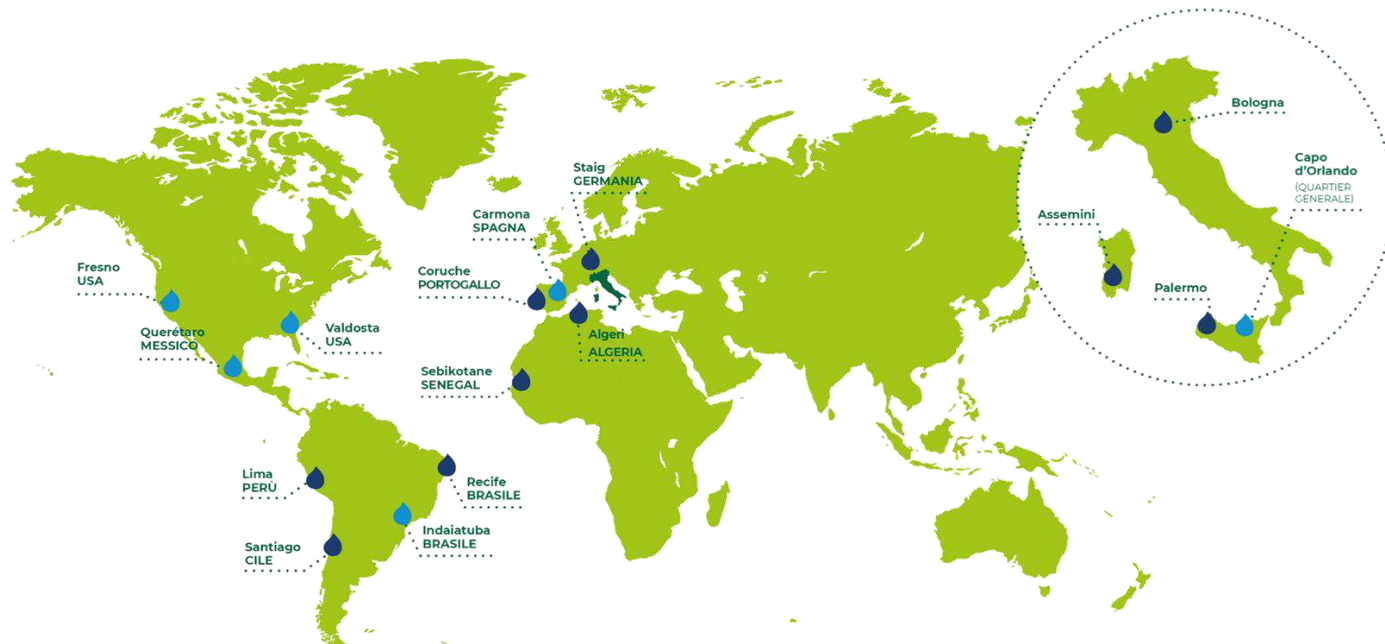 Fresno
USA
Querétaro
MESSICO
Valdosta
USA
Lima
PERÙ
Santiago
CILE
Recife
BRASILE
Indaiatuba
BRASILE
Staig
GERMANIA
Carmona
SPAGNA
Coruche
PORTOGALLO
Algeri
ALGERIA
Sebikotane
SENEGAL
Bologna
Capo
d’Orlando
(QUARTIER
GENERALE)
Assemini
Palermo